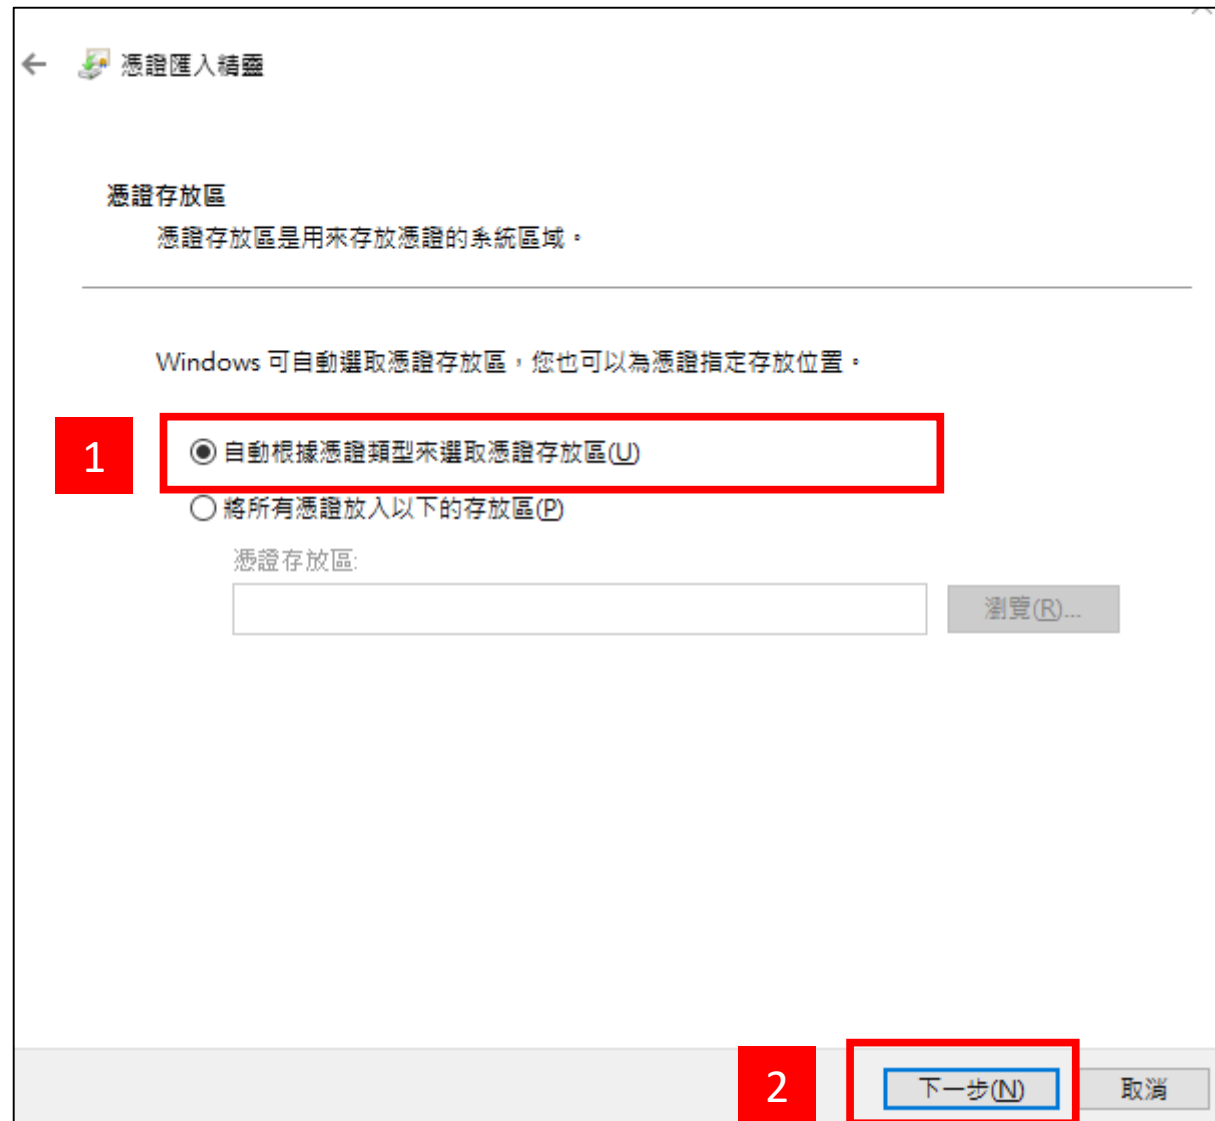 憑證匯入精靈
憑證存放區
憑證存放區是用來存放憑證的系統區域。
Windows 可自動選取憑證存放區，您也可以為憑證指定存放位置。
1
自動根據憑證類型來選取憑證存放區(U)
將所有憑證放入以下的存放區(P)
憑證存放區:
瀏覽(R)...
2
下一步(N)
取消